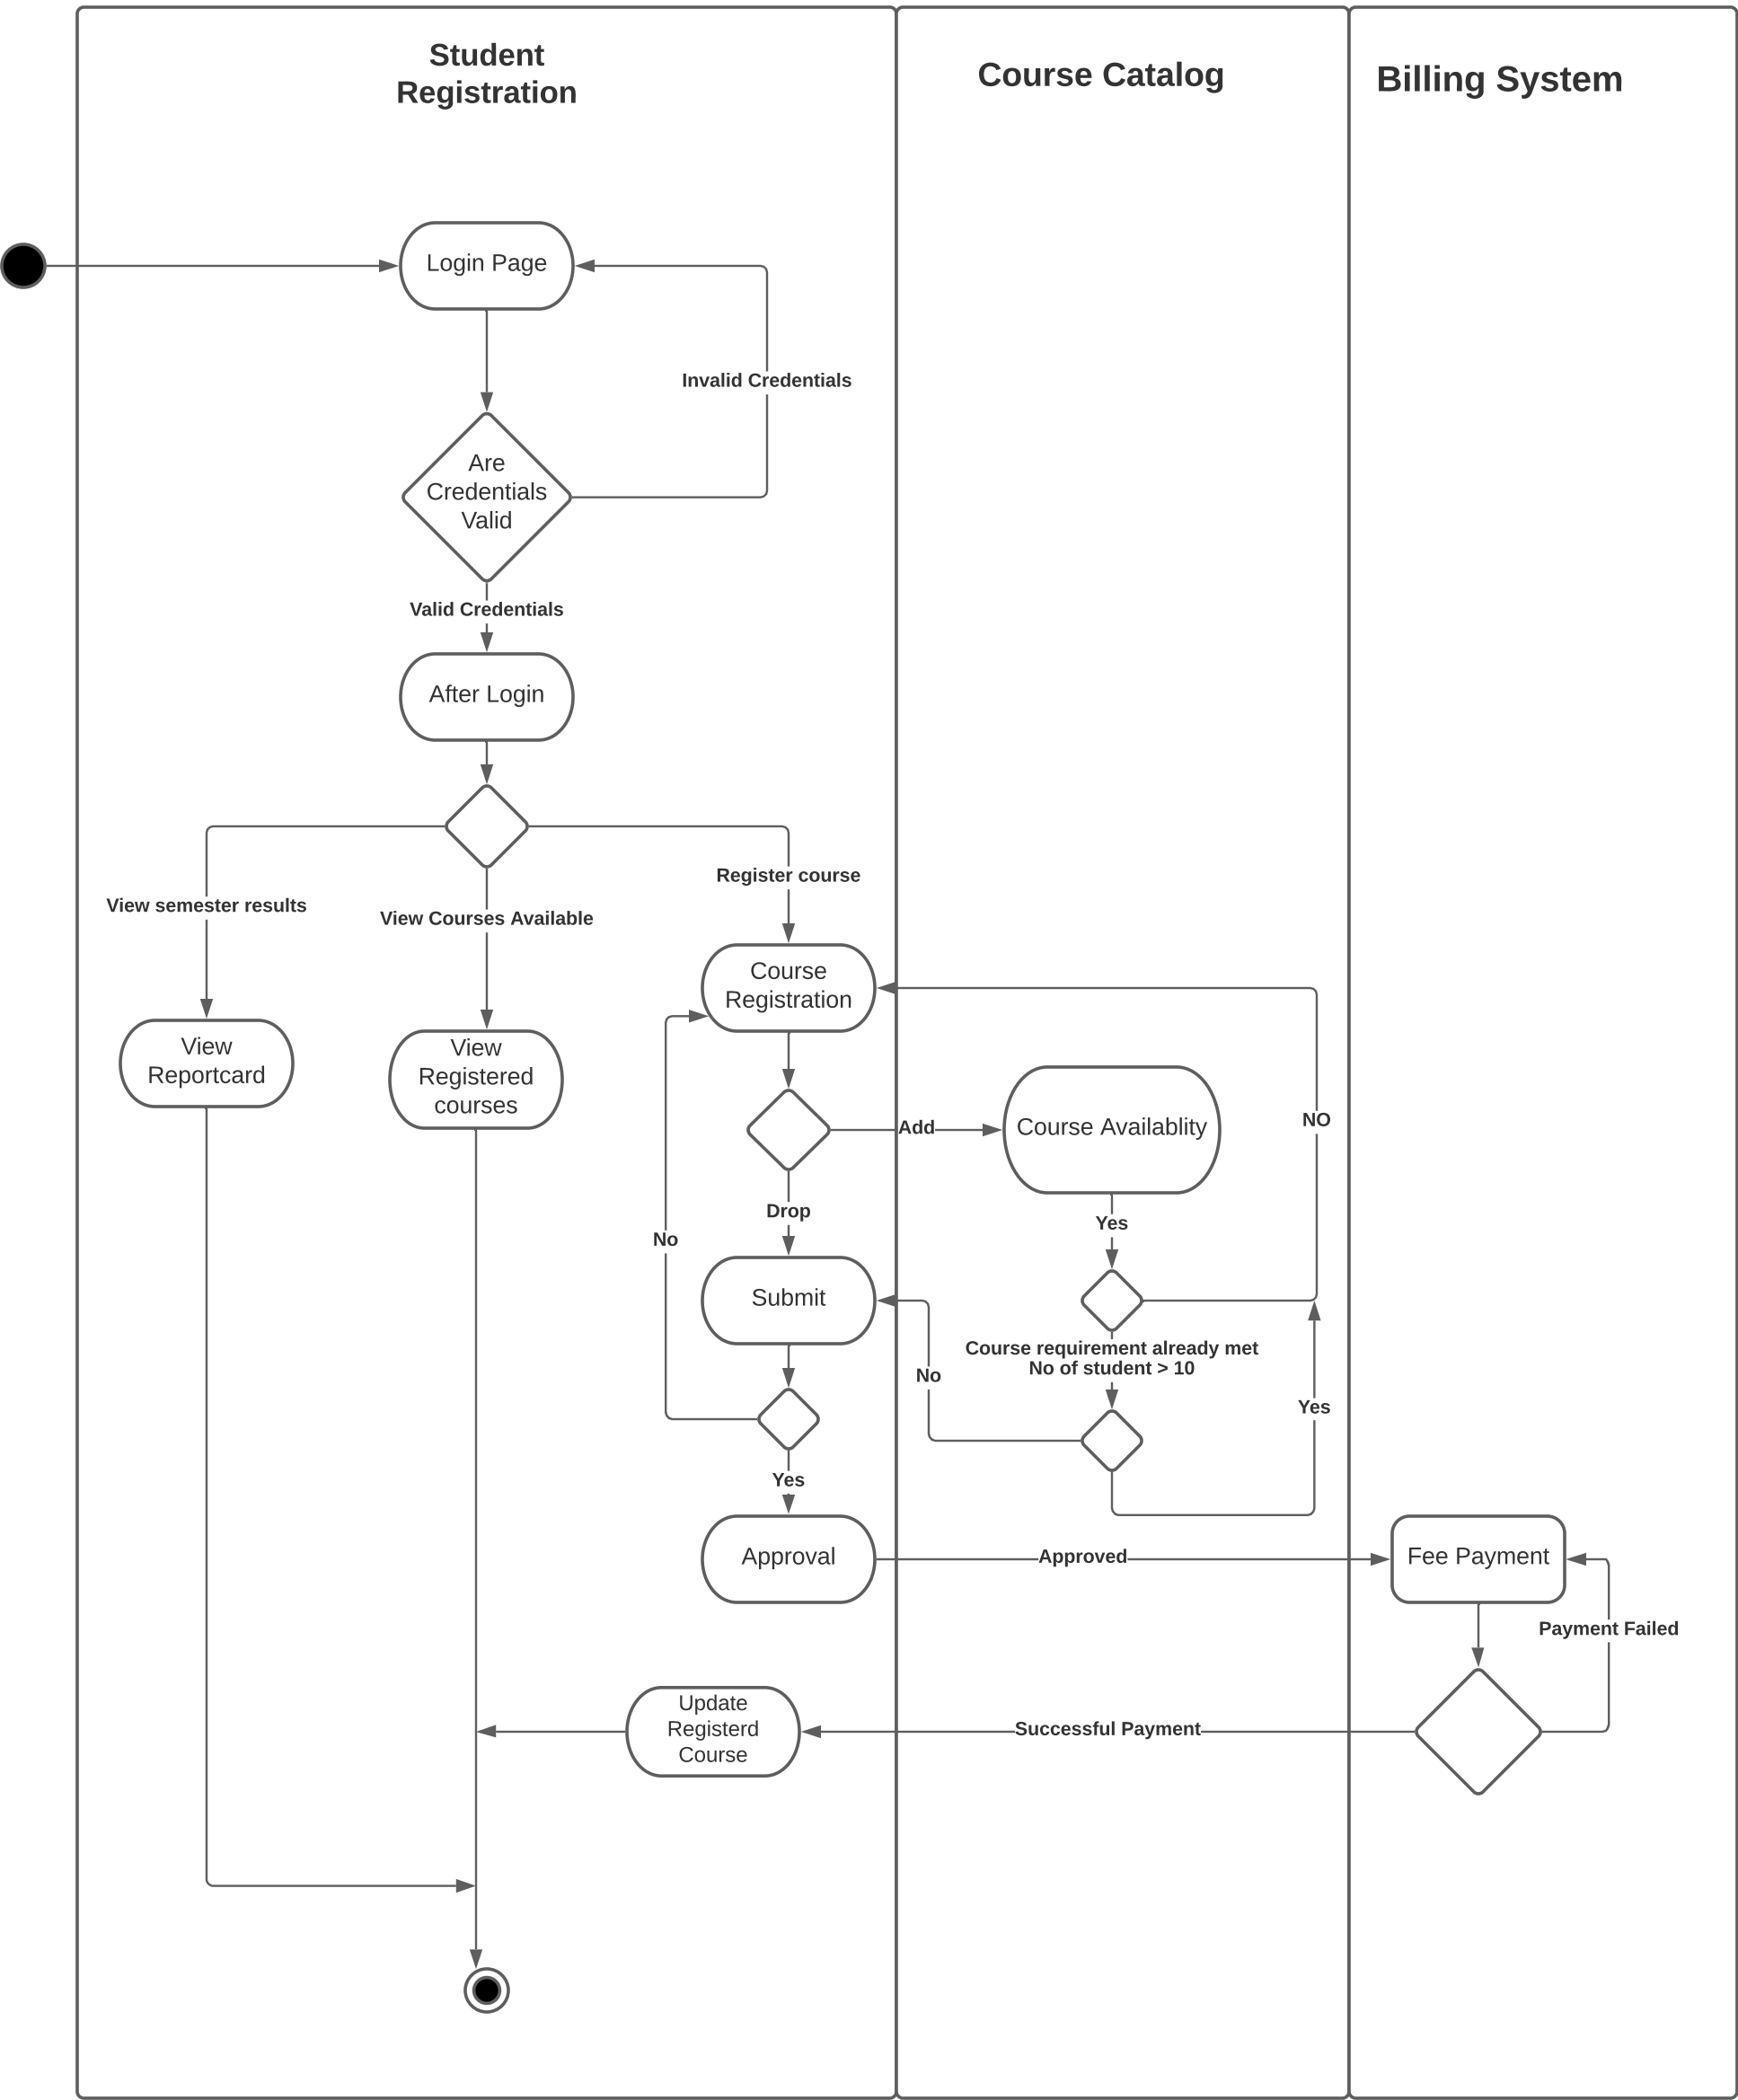 Student
Registration
Course Catalog
Billing System
Login Page
Invalid Credentials
Are
Credentials
Valid
Valid Credentials
After Login
Register course
View semester results
View Courses Available
Course
Registration
View
Reportcard
View
Registered
courses
Add
Course Availablity
NO
Drop
Yes
No
Submit
Course requirement already met
No of student > 10
No
Yes
Yes
Approval
Approved
Fee Payment
Payment Failed
Update
Registerd
Course
Successful Payment